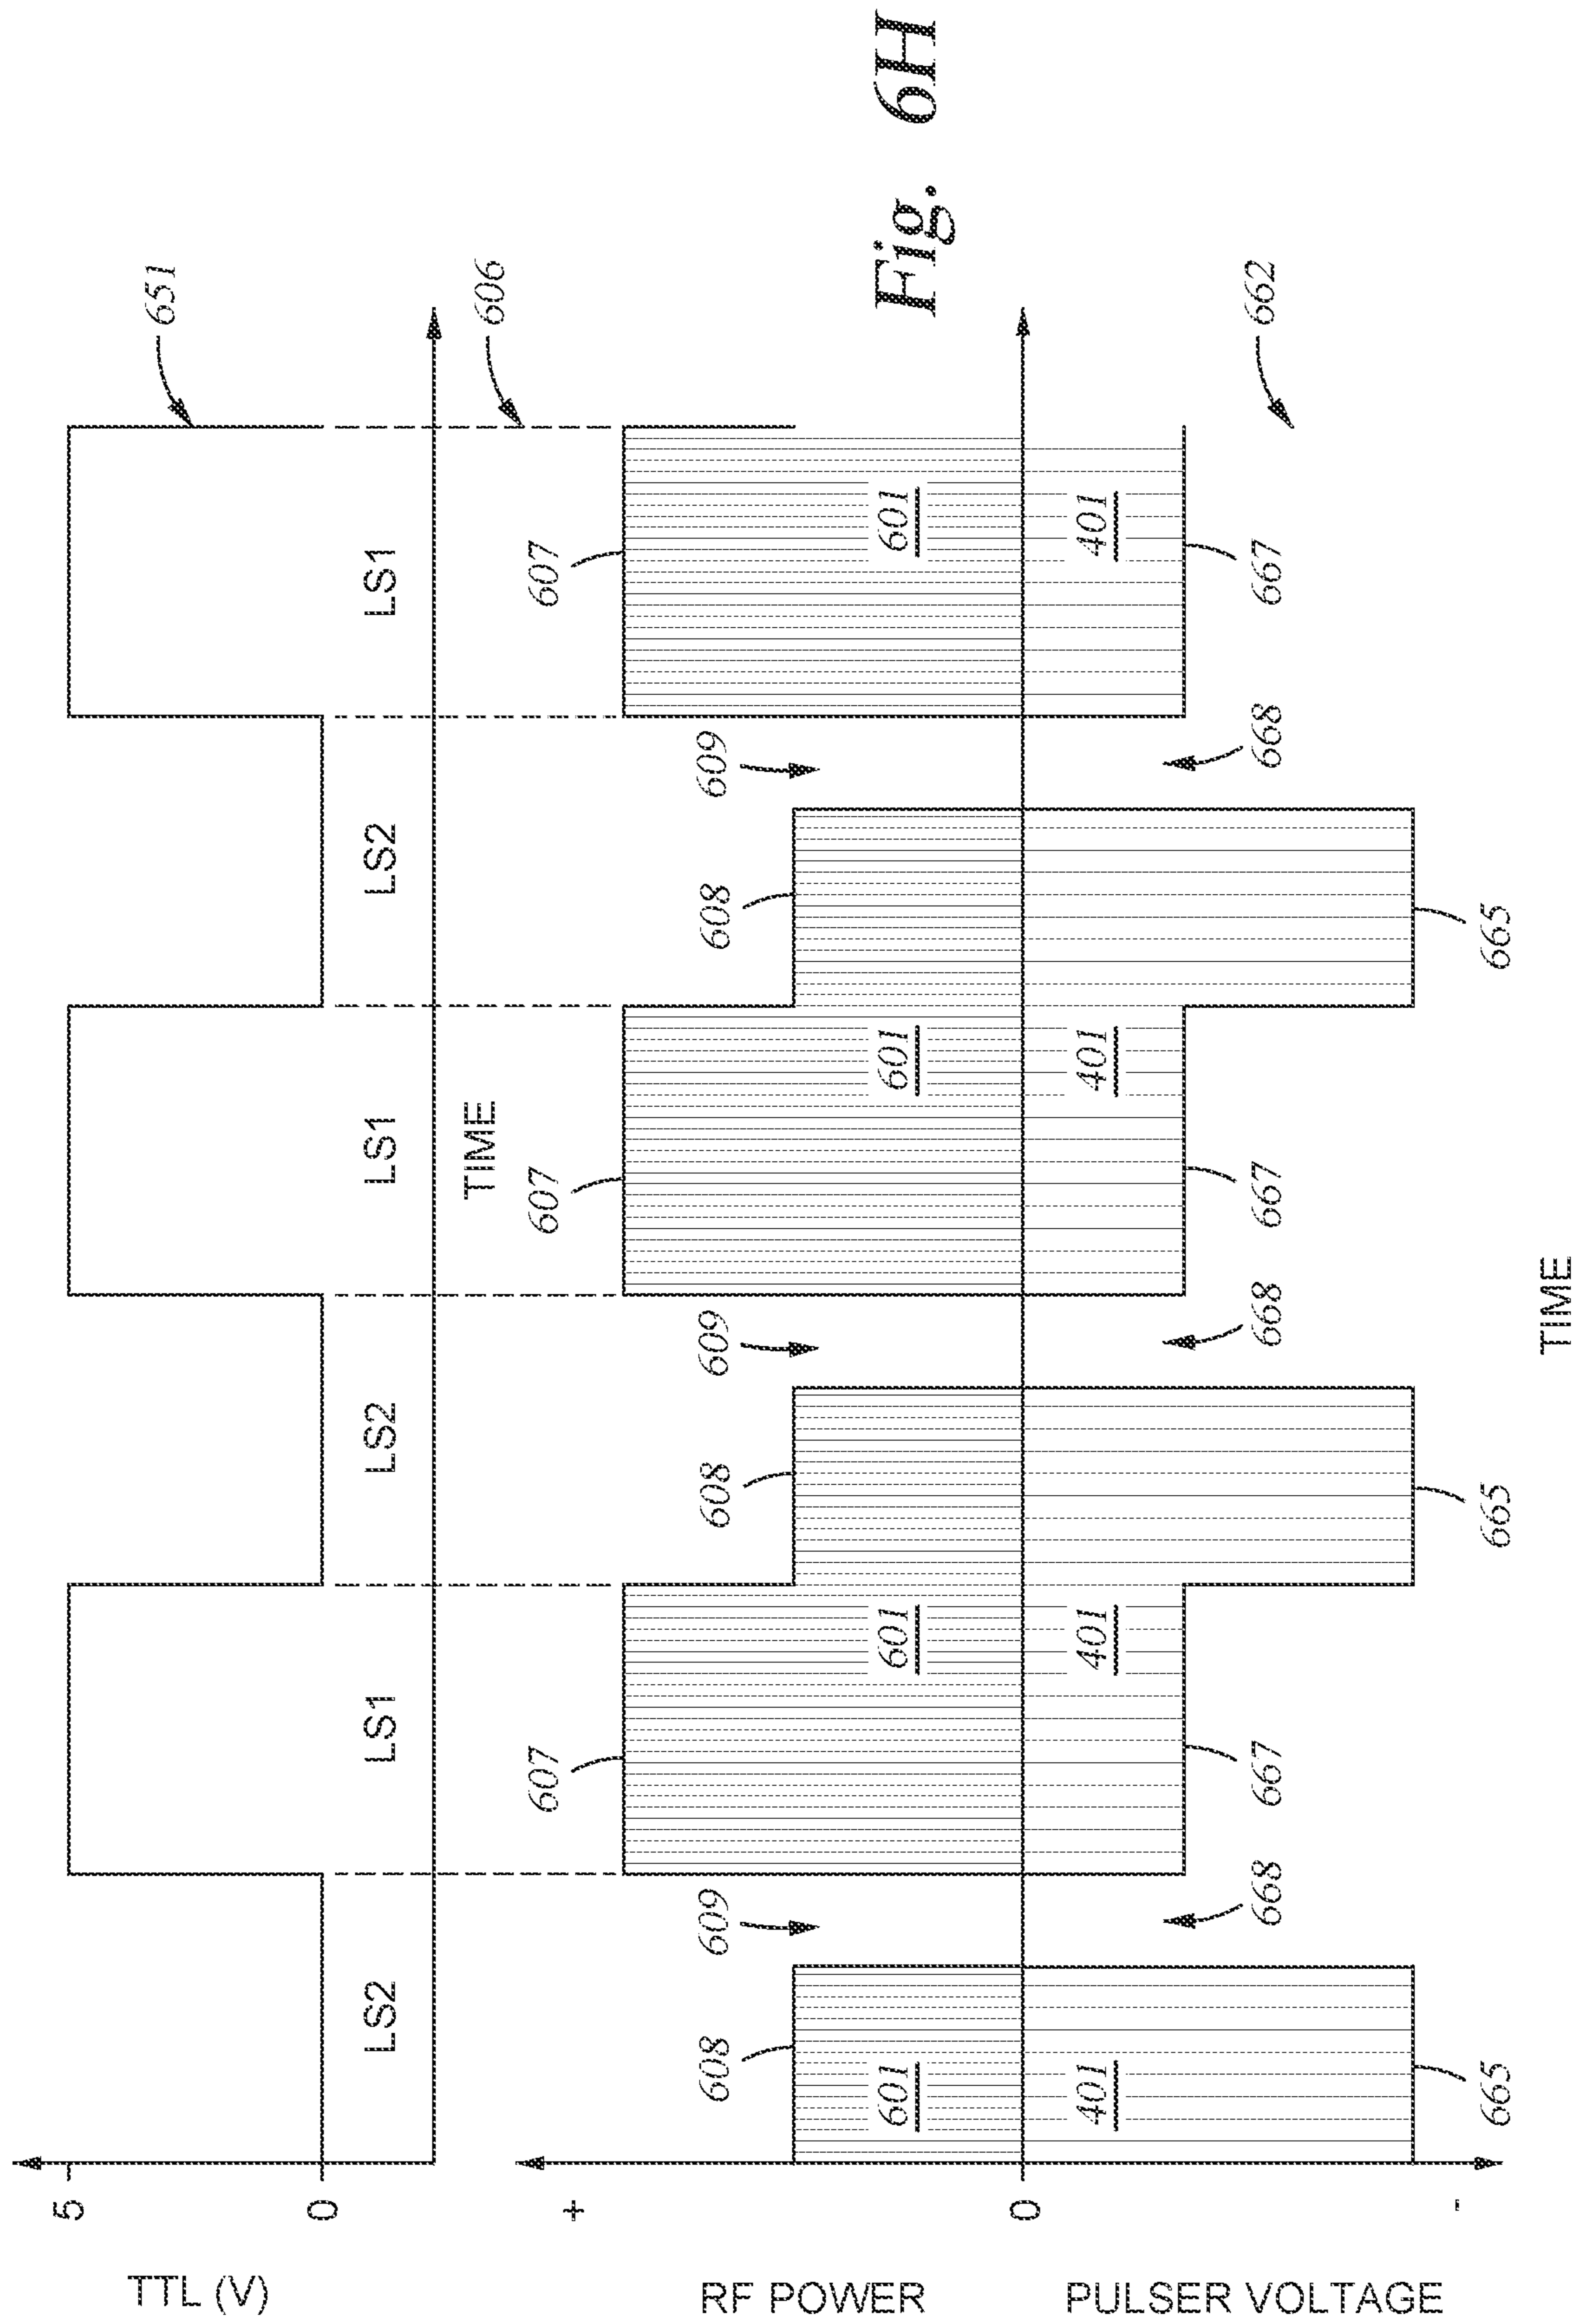 TTL (V)
5
0
LS2
LS1
LS2
LS1
LS2
LS1
651
TIME
606
RF POWER
+
0
607
607
607
608
609
608
609
608
609
601
601
601
601
PULSER VOLTAGE
-
401
401
401
401
668
667
668
667
668
667
662
665
665
665
TIME
Fig. 6H